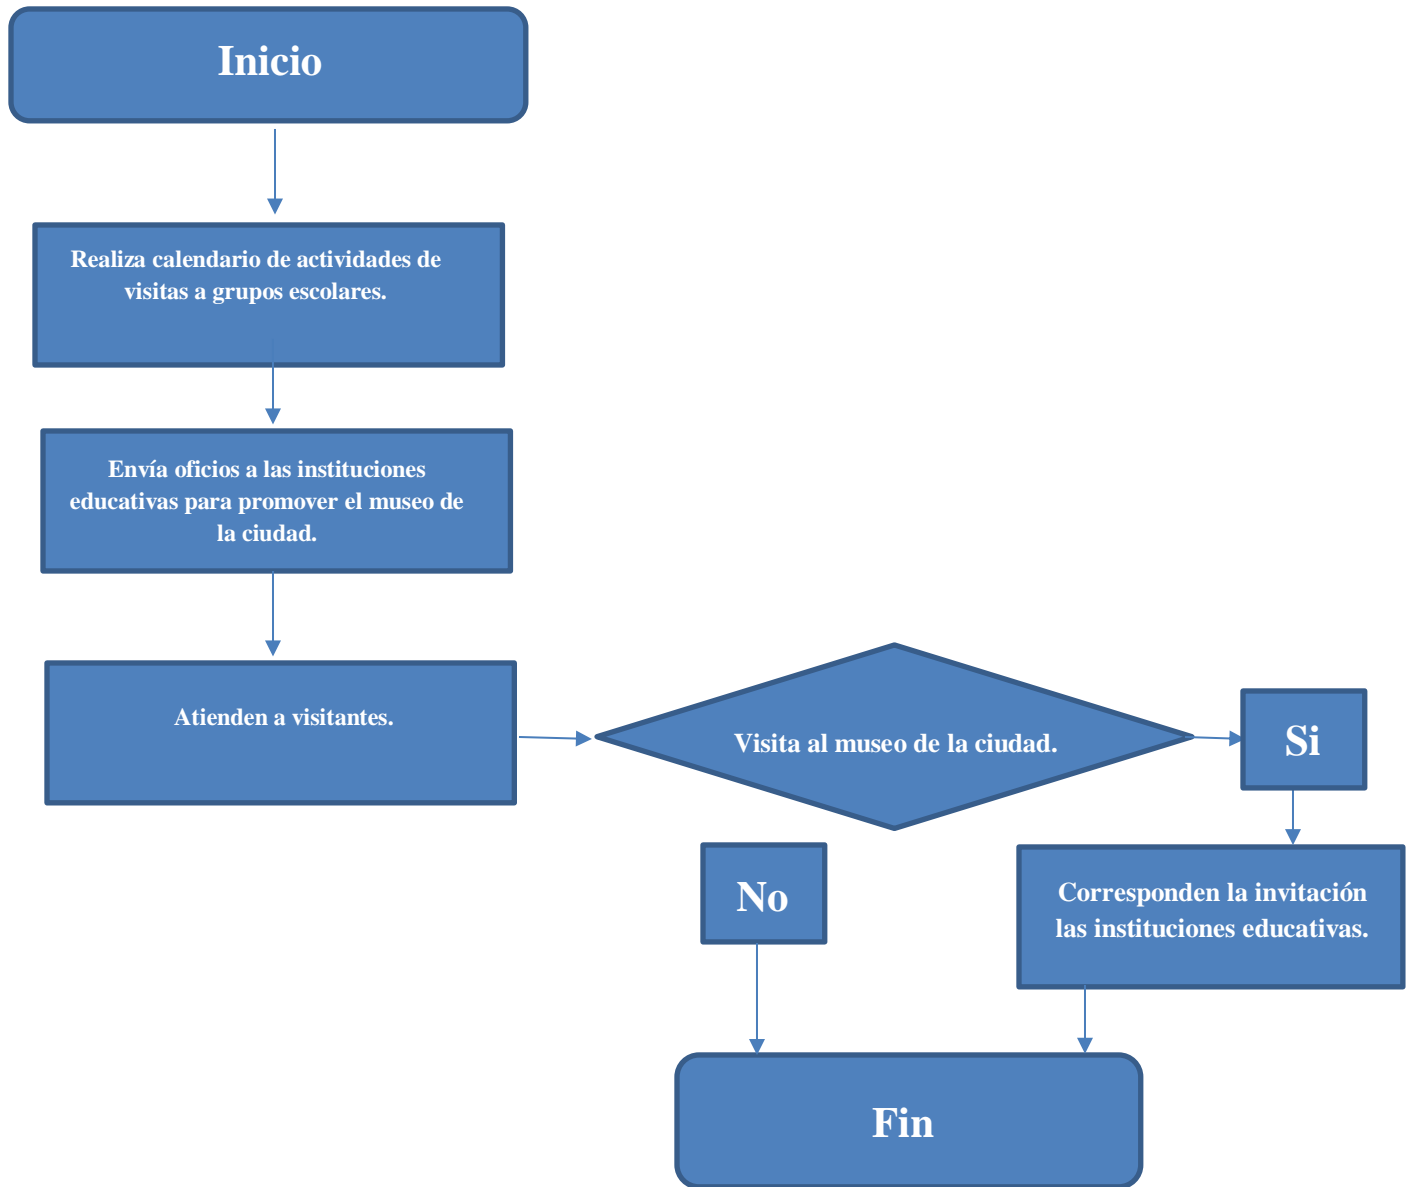 Inicio
Realiza calendario de actividades de
visitas a grupos escolares.
Envía oficios a las instituciones
educativas para promover el museo de
la ciudad.
Atienden a visitantes.
Visita al museo de la ciudad.
Si
No
Corresponden la invitación
las instituciones educativas.
Fin